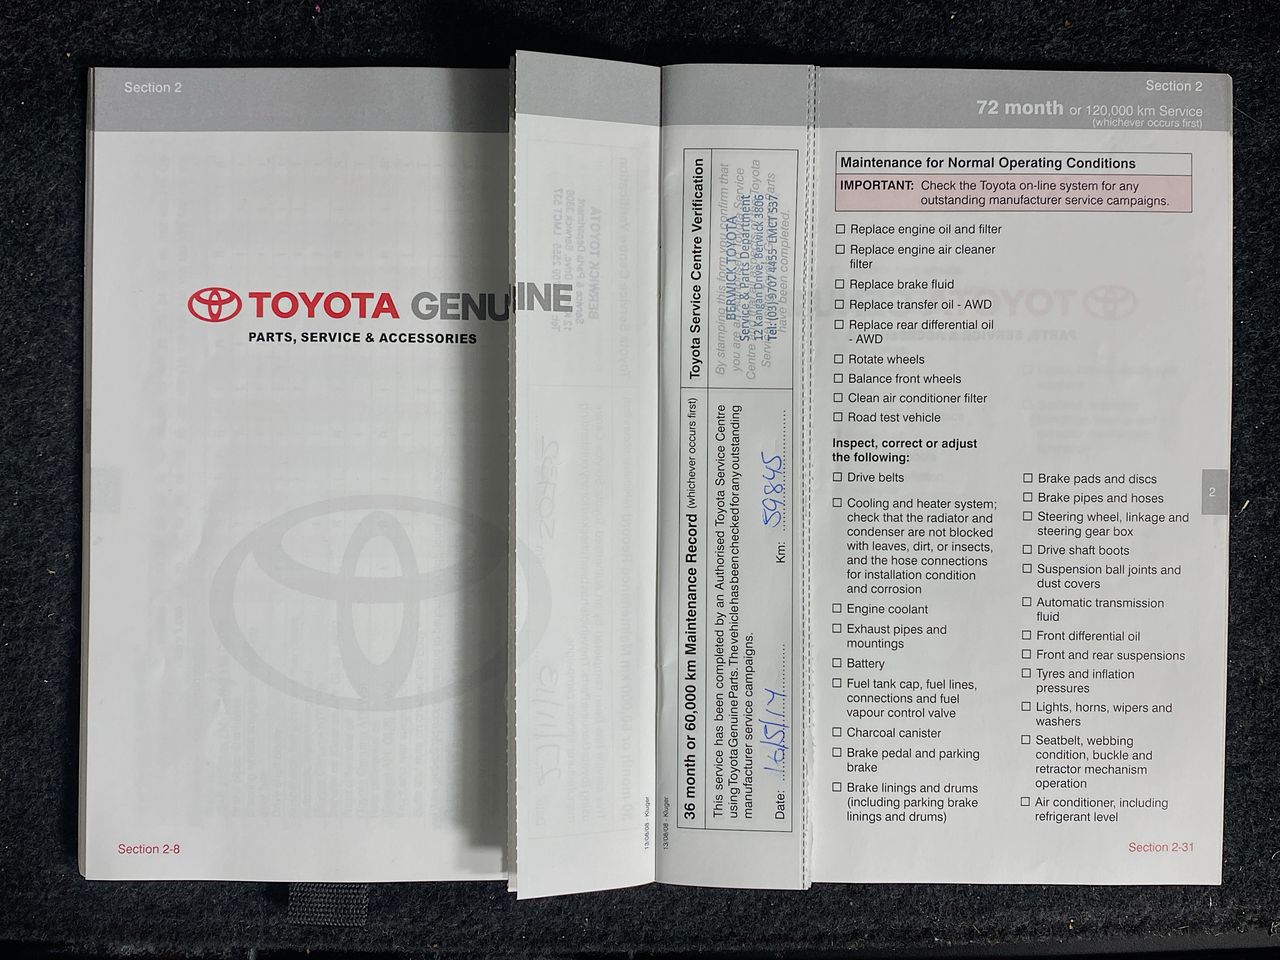 Section 2
TOYOTA GENUINE
PARTS, SERVICE & ACCESSORIES
Section 2-8
13/08/08 - Kluger
13/08/08 - Kluger
36 month or 60,000 km Maintenance Record (whichever occurs first)
This service has been completed by an Authorised Toyota Service Centre
using Toyota Genuine Parts. The vehicle has been checked for any outstanding
manufacturer service campaigns.
Date: 16/5/14 Km: 59845
Toyota Service Centre Verification
By stamping this form you confirm that
you are a Toyota Service
Centre Toyota
Service Parts
have been completed.
BERWICK TOYOTA
Service & Parts Department
12 Kangan Drive, Berwick 3806
Tel: (03) 9707 4455 LMCT 537
Section 2
72 month or 120,000 km Service
(whichever occurs first)
Maintenance for Normal Operating Conditions
IMPORTANT: Check the Toyota on-line system for any
outstanding manufacturer service campaigns.
Replace engine oil and filter
Replace engine air cleaner
filter
Replace brake fluid
Replace transfer oil - AWD
Replace rear differential oil
- AWD
Rotate wheels
Balance front wheels
Clean air conditioner filter
Road test vehicle
Inspect, correct or adjust
the following:
Drive belts
Cooling and heater system;
check that the radiator and
condenser are not blocked
with leaves, dirt, or insects,
and the hose connections
for installation condition
and corrosion
Engine coolant
Exhaust pipes and
mountings
Battery
Fuel tank cap, fuel lines,
connections and fuel
vapour control valve
Charcoal canister
Brake pedal and parking
brake
Brake linings and drums
(including parking brake
linings and drums)
Brake pads and discs
Brake pipes and hoses
Steering wheel, linkage and
steering gear box
Drive shaft boots
Suspension ball joints and
dust covers
Automatic transmission
fluid
Front differential oil
Front and rear suspensions
Tyres and inflation
pressures
Lights, horns, wipers and
washers
Seatbelt, webbing
condition, buckle and
retractor mechanism
operation
Air conditioner, including
refrigerant level
2
Section 2-31